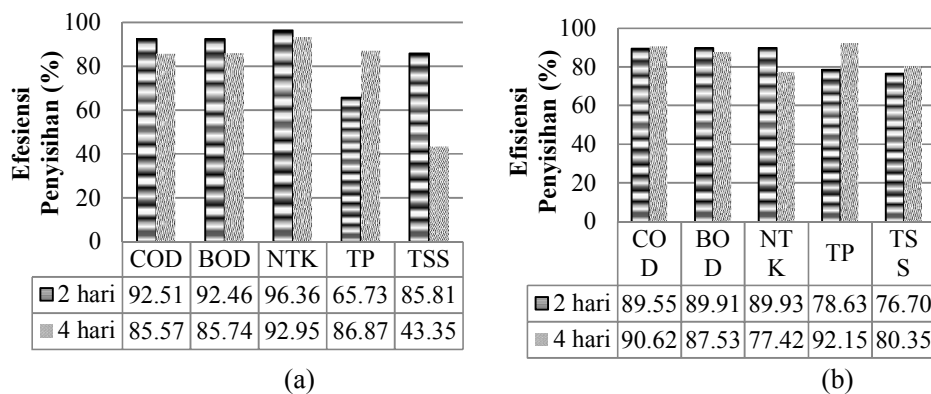 Efesiensi
Penyisihan (%)
100
80
60
40
20
0
COD BOD NTK TP TSS
2 hari 92.51 92.46 96.36 65.73 85.81
4 hari 85.57 85.74 92.95 86.87 43.35
(a)
Efisiensi
Penyisihan (%)
100
80
60
40
20
0
CO BO NT TP TS
D D K S
2 hari 89.55 89.91 89.93 78.63 76.70
4 hari 90.62 87.53 77.42 92.15 80.35
(b)